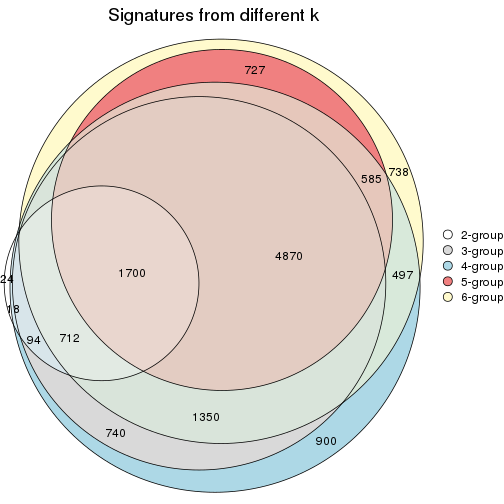 Signatures from different k
727
738
585
4870
497
1700
24
18
94
712
1350
740
900
2-group
3-group
4-group
5-group
6-group